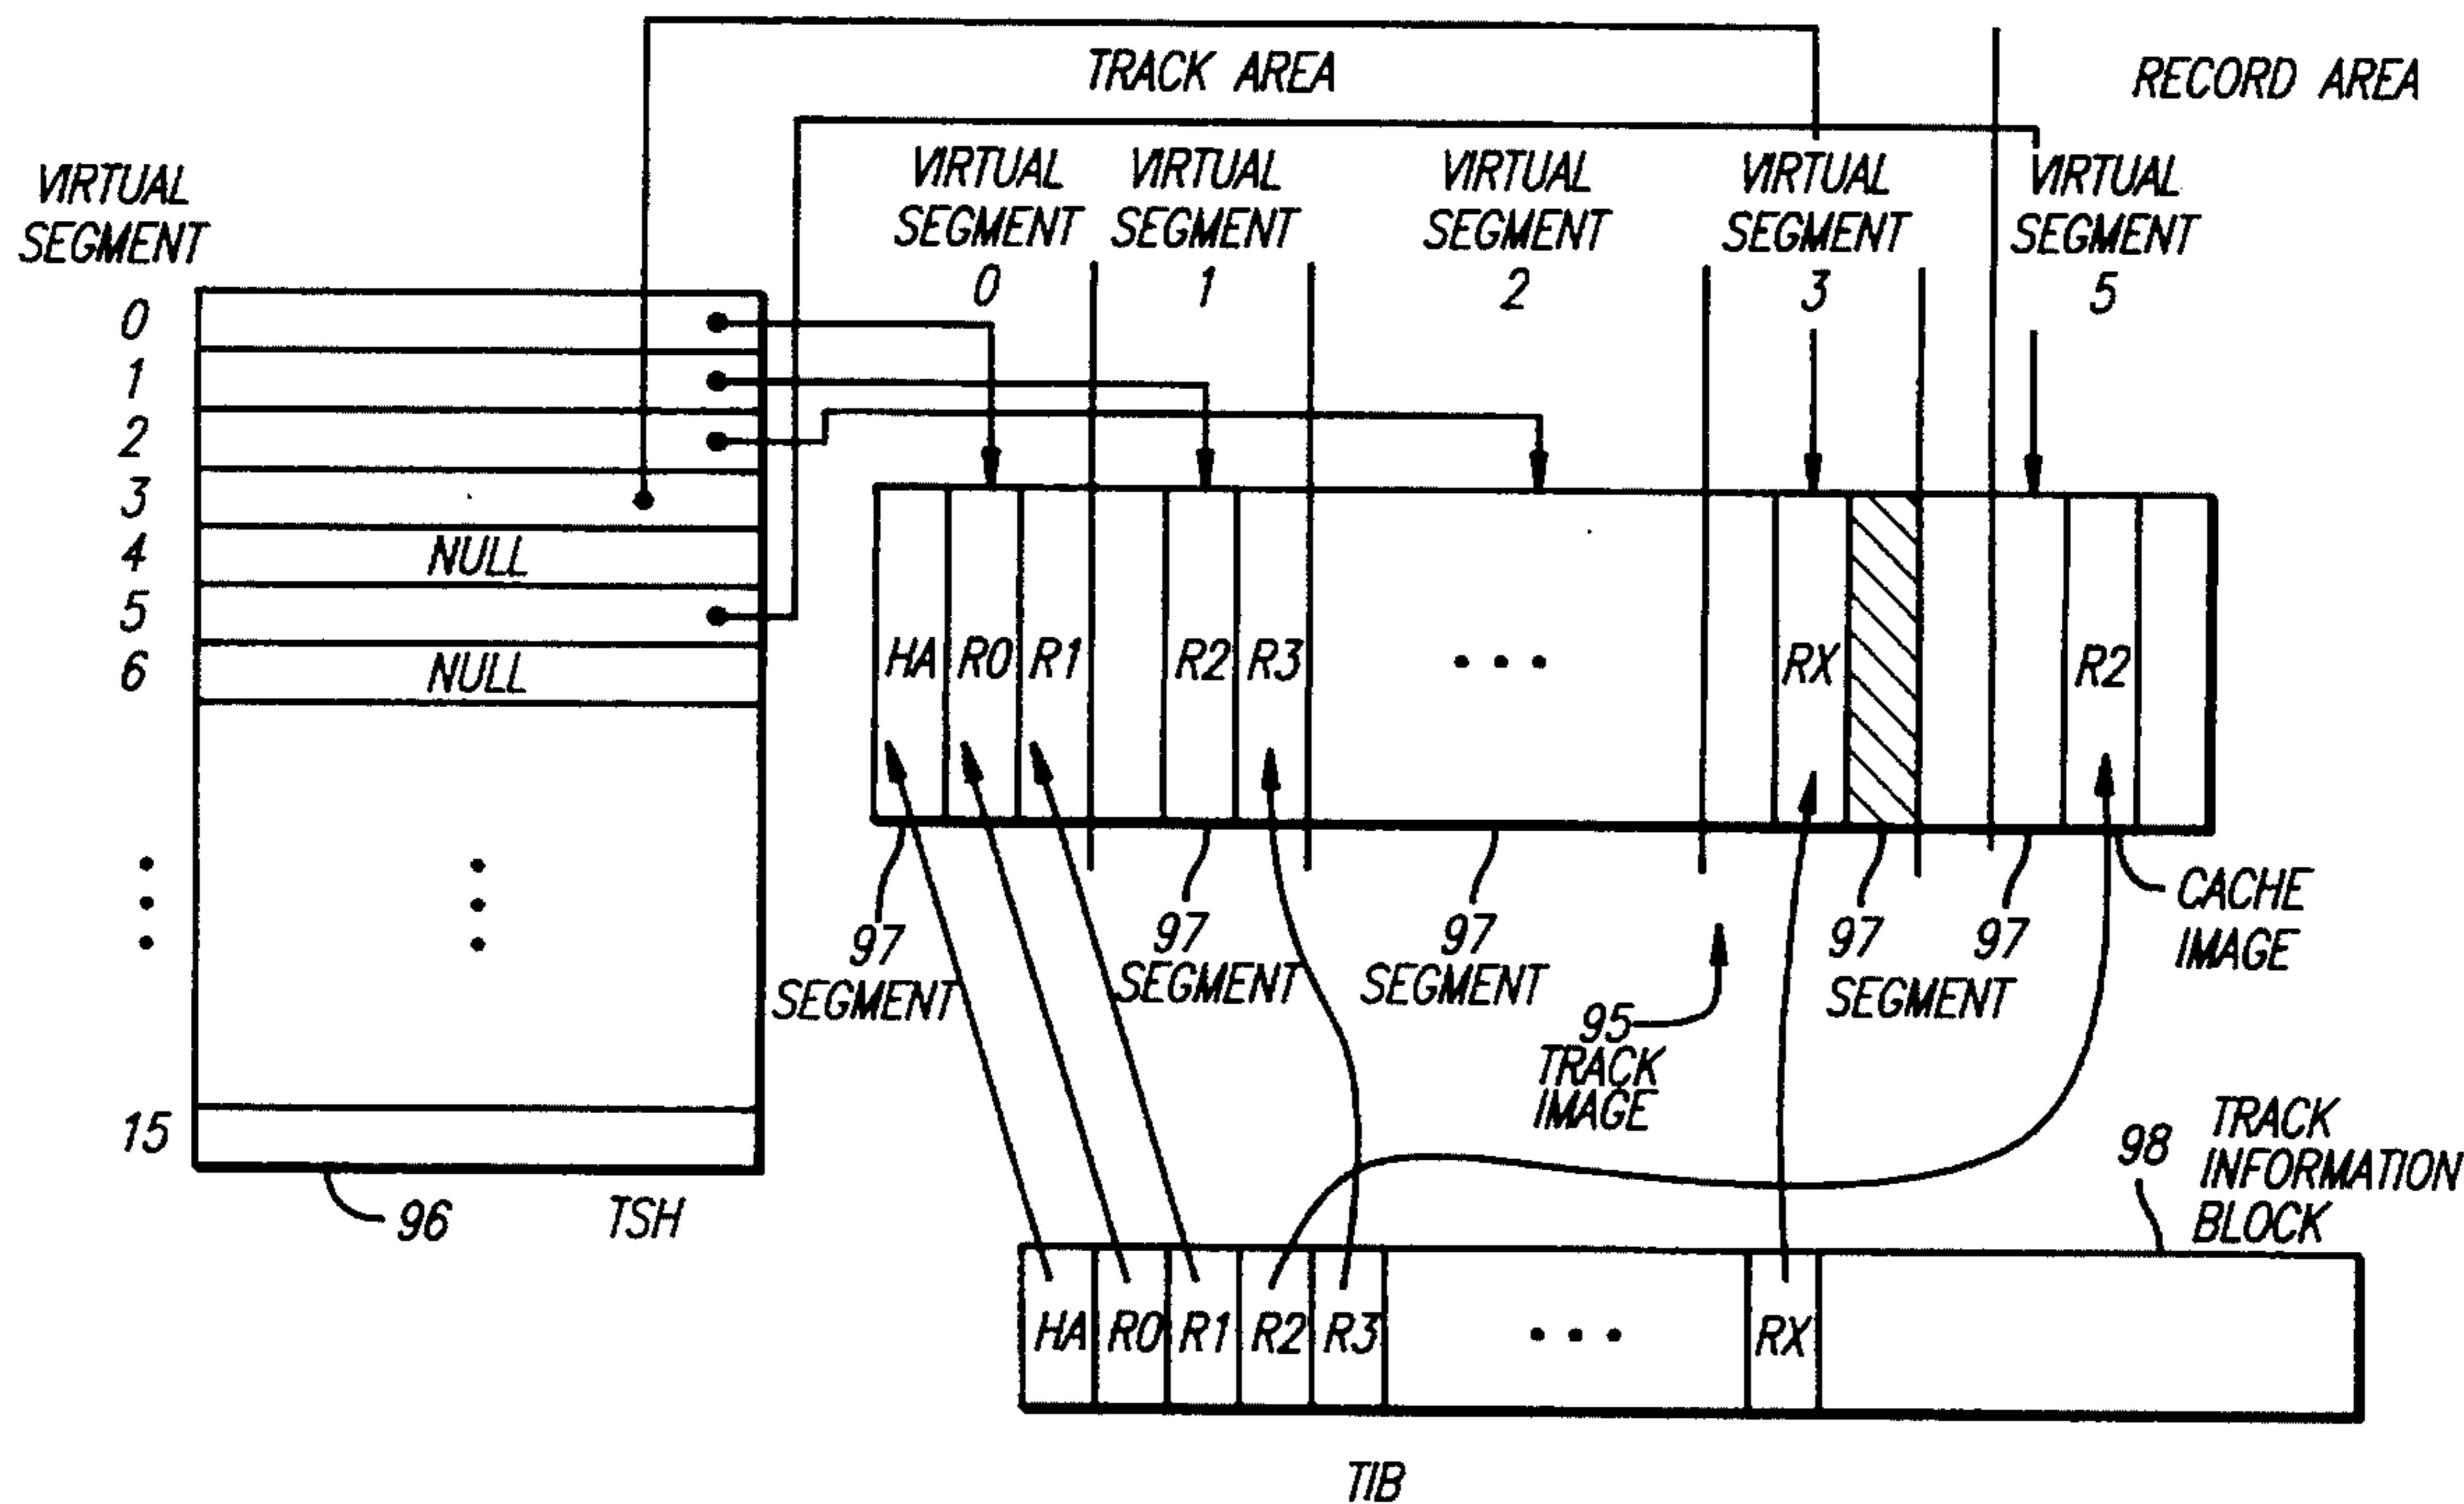 TRACK AREA
RECORD AREA
VIRTUAL
SEGMENT
VIRTUAL
SEGMENT
0
VIRTUAL
SEGMENT
1
VIRTUAL
SEGMENT
2
VIRTUAL
SEGMENT
3
VIRTUAL
SEGMENT
5
0
1
2
3
4 NULL
5
6 NULL
15
HA R0 R1 R2 R3 RX R2
97
SEGMENT
97
SEGMENT
97
SEGMENT
97
SEGMENT
97
CACHE
IMAGE
95
TRACK
IMAGE
96
TSH
98
TRACK
INFORMATION
BLOCK
HA R0 R1 R2 R3 RX
TIB